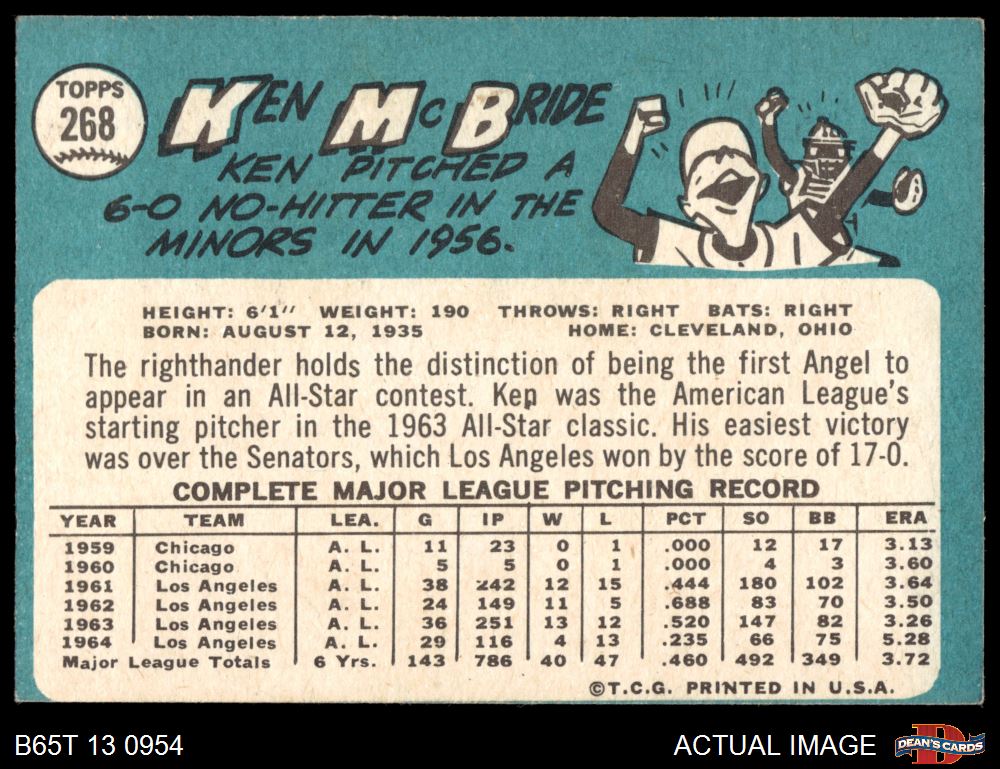 TOPPS
268
KEN MCBRIDE
KEN PITCHED A
6-0 NO-HITTER IN THE
MINORS IN 1956.
HEIGHT: 6'1" WEIGHT: 190 THROWS: RIGHT BATS: RIGHT
BORN: AUGUST 12, 1935 HOME: CLEVELAND, OHIO
The righthander holds the distinction of being the first Angel to
appear in an All-Star contest. Ken was the American League's
starting pitcher in the 1963 All-Star classic. His easiest victory
was over the Senators, which Los Angeles won by the score of 17-0.
COMPLETE MAJOR LEAGUE PITCHING RECORD
YEAR TEAM LEA. G IP W L PCT SO BB ERA
1959 Chicago A. L. 11 23 0 1 .000 12 17 3.13
1960 Chicago A. L. 5 5 0 1 .000 4 3 3.60
1961 Los Angeles A. L. 38 242 12 15 .444 180 102 3.64
1962 Los Angeles A. L. 24 149 11 5 .688 83 70 3.50
1963 Los Angeles A. L. 36 251 13 12 .520 147 82 3.26
1964 Los Angeles A. L. 29 116 4 13 .235 66 75 5.28
Major League Totals 6 Yrs. 143 786 40 47 .460 492 349 3.72
©T.C.G. PRINTED IN U.S.A.
B65T 13 0954 ACTUAL IMAGE
D
DEAN'S CARDS